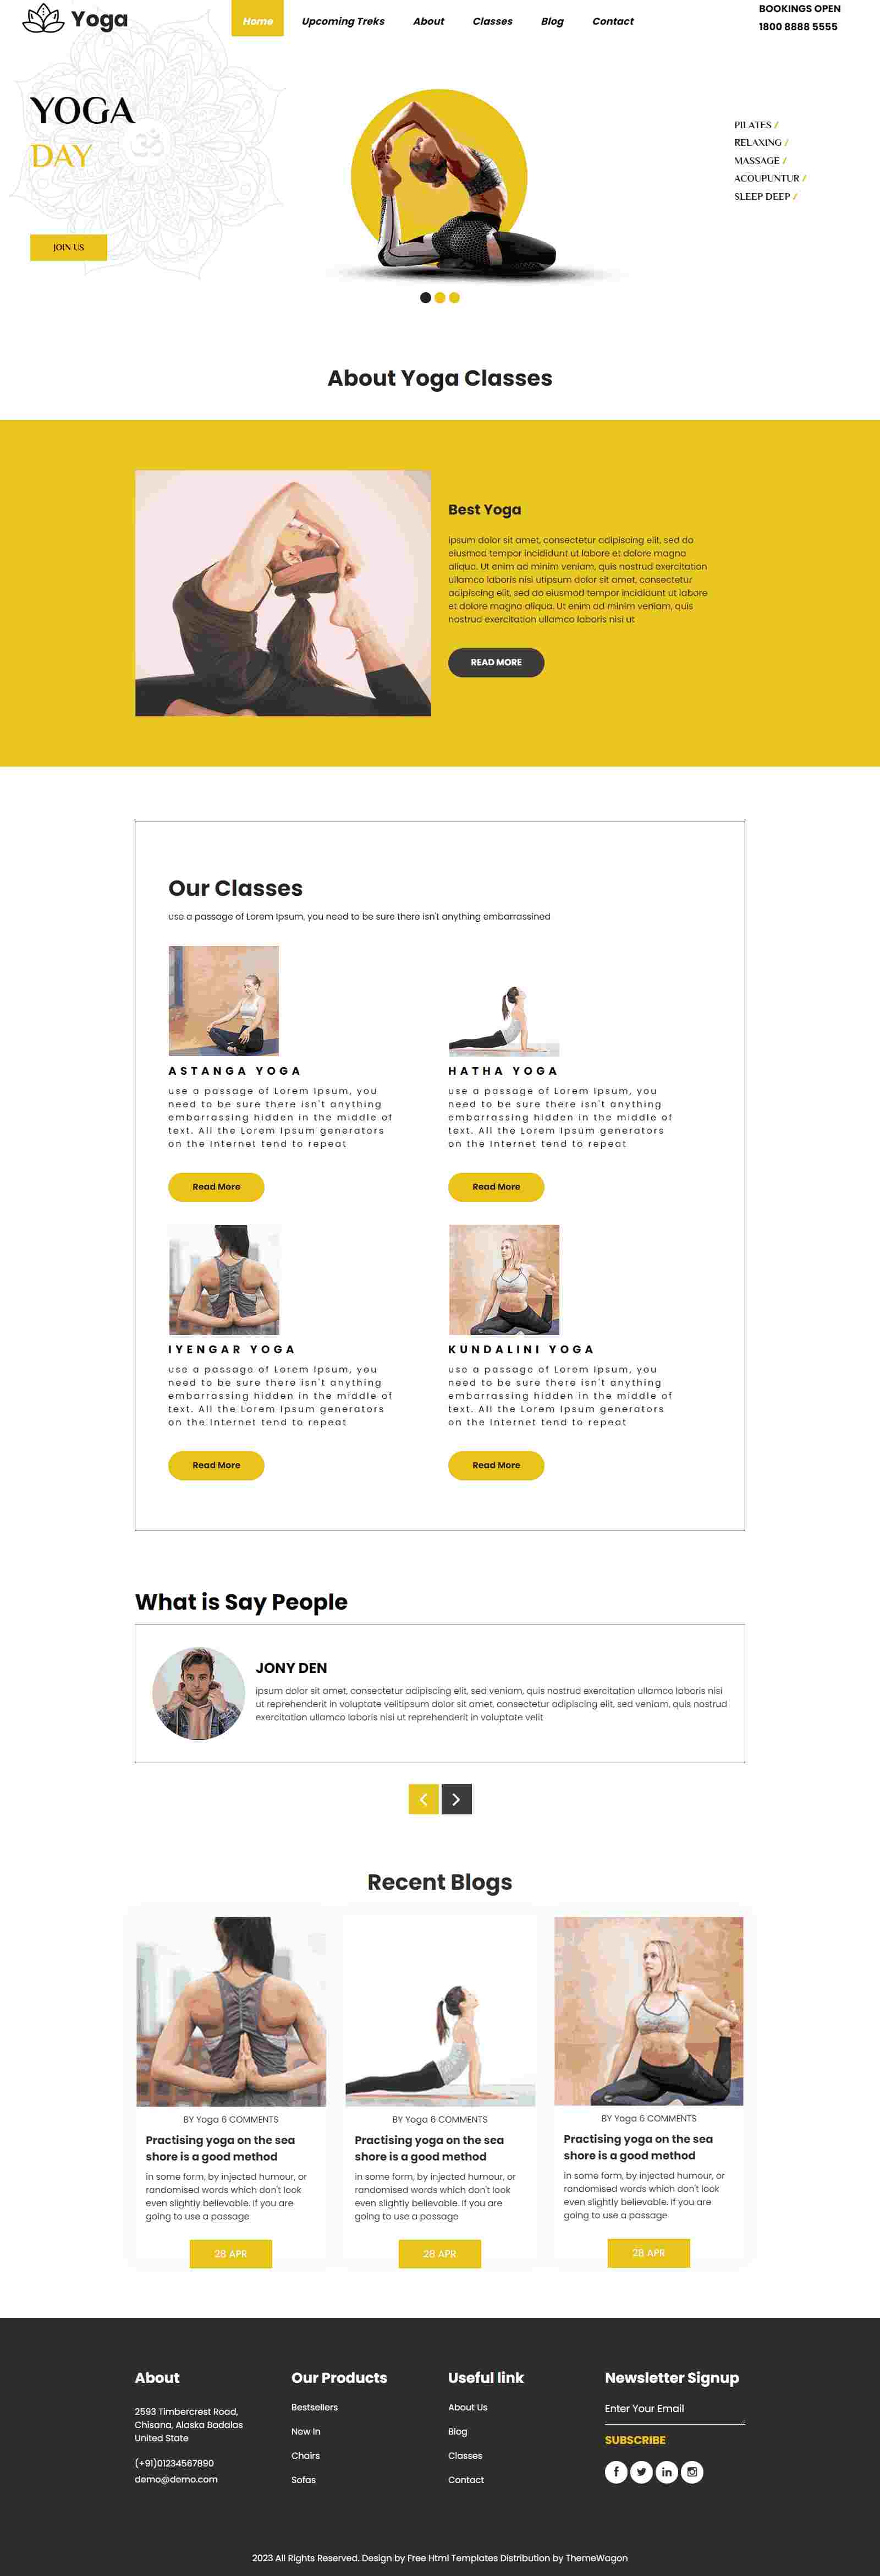 Yoga
Home
Upcoming Treks
About
Classes
Blog
Contact
BOOKINGS OPEN
1800 8888 5555
YOGA
DAY
JOIN US
PILATES /
RELAXING /
MASSAGE /
ACOUPUNTUR /
SLEEP DEEP /
About Yoga Classes
Best Yoga
ipsum dolor sit amet, consectetur adipiscing elit, sed do
eiusmod tempor incididunt ut labore et dolore magna
aliqua. Ut enim ad minim veniam, quis nostrud exercitation
ullamco laboris nisi utipsum dolor sit amet, consectetur
adipiscing elit, sed do eiusmod tempor incididunt ut labore
et dolore magna aliqua. Ut enim ad minim veniam, quis
nostrud exercitation ullamco laboris nisi ut
READ MORE
Our Classes
use a passage of Lorem Ipsum, you need to be sure there isn't anything embarrassined
ASTANGA YOGA
use a passage of Lorem Ipsum, you
need to be sure there isn't anything
embarrassing hidden in the middle of
text. All the Lorem Ipsum generators
on the Internet tend to repeat
Read More
HATHA YOGA
use a passage of Lorem Ipsum, you
need to be sure there isn't anything
embarrassing hidden in the middle of
text. All the Lorem Ipsum generators
on the Internet tend to repeat
Read More
IYENGAR YOGA
use a passage of Lorem Ipsum, you
need to be sure there isn't anything
embarrassing hidden in the middle of
text. All the Lorem Ipsum generators
on the Internet tend to repeat
Read More
KUNDALINI YOGA
use a passage of Lorem Ipsum, you
need to be sure there isn't anything
embarrassing hidden in the middle of
text. All the Lorem Ipsum generators
on the Internet tend to repeat
Read More
What is Say People
JONY DEN
ipsum dolor sit amet, consectetur adipiscing elit, sed veniam, quis nostrud exercitation ullamco laboris nisi
ut reprehenderit in voluptate velitipsum dolor sit amet, consectetur adipiscing elit, sed veniam, quis nostrud
exercitation ullamco laboris nisi ut reprehenderit in voluptate velit
Recent Blogs
BY Yoga 6 COMMENTS
Practising yoga on the sea
shore is a good method
in some form, by injected humour, or
randomised words which don't look
even slightly believable. If you are
going to use a passage
28 APR
BY Yoga 6 COMMENTS
Practising yoga on the sea
shore is a good method
in some form, by injected humour, or
randomised words which don't look
even slightly believable. If you are
going to use a passage
28 APR
BY Yoga 6 COMMENTS
Practising yoga on the sea
shore is a good method
in some form, by injected humour, or
randomised words which don't look
even slightly believable. If you are
going to use a passage
28 APR
About
2593 Timbercrest Road,
Chisana, Alaska Badalas
United State
(+91)01234567890
demo@demo.com
Our Products
Bestsellers
New In
Chairs
Sofas
Useful link
About Us
Blog
Classes
Contact
Newsletter Signup
Enter Your Email
SUBSCRIBE
2023 All Rights Reserved. Design by Free Html Templates Distribution by ThemeWagon